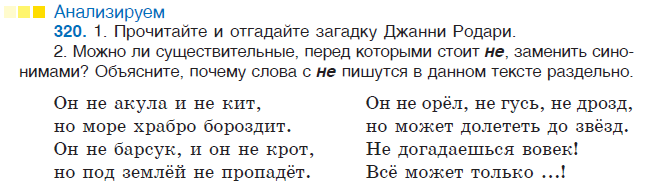 Анализируем
320. 1. Прочитайте и отгадайте загадку Джанни Родари.
2. Можно ли существительные, перед которыми стоит не, заменить сино-
нимами? Объясните, почему слова с не пишутся в данном тексте раздельно.
Он не акула и не кит,
но море храбро бороздит.
Он не барсук, и он не крот,
но под землёй не пропадёт.
Он не орёл, не гусь, не дрозд,
но может долететь до звёзд.
Не догадаешься вовек!
Всё может только ...!